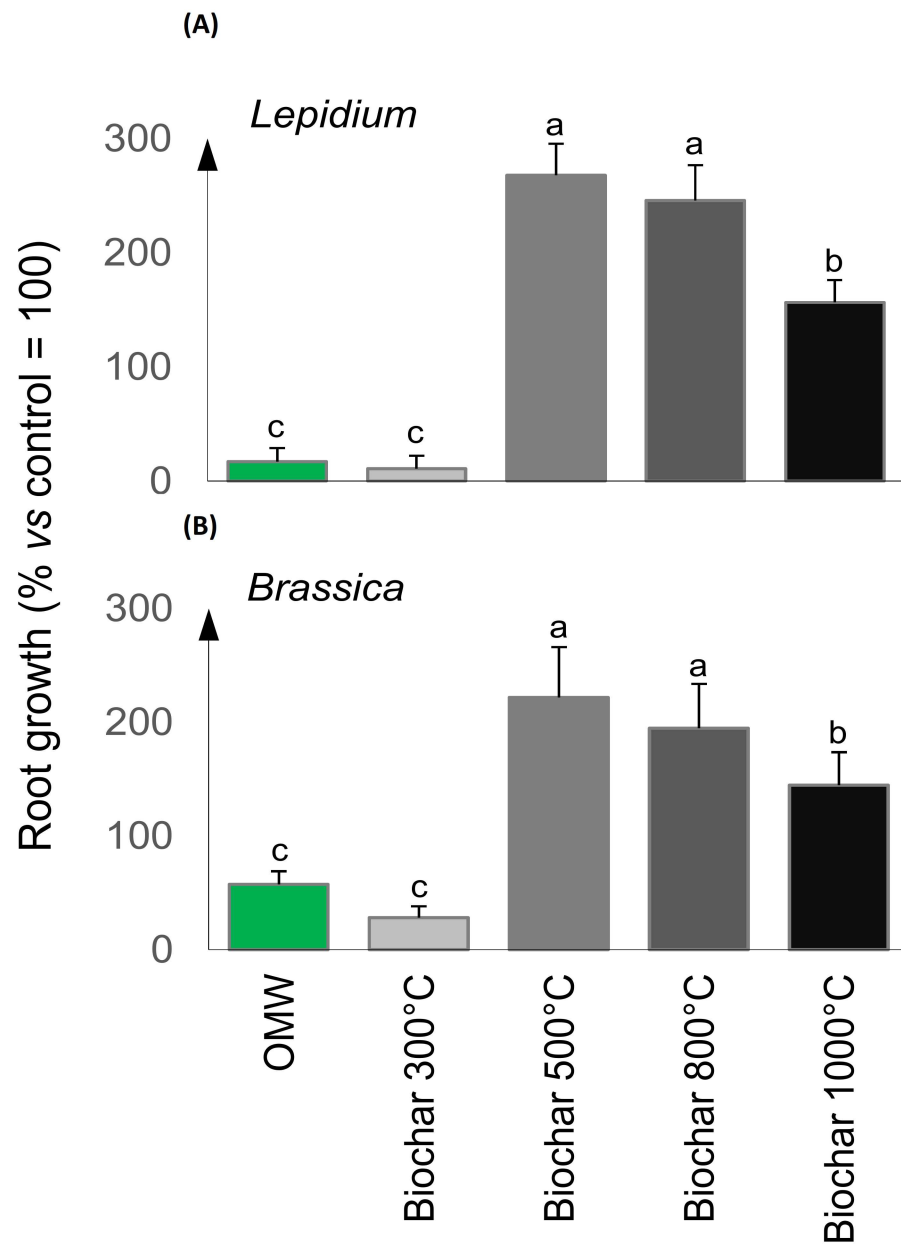 (A)
Lepidium
300
200
100
0
c
c
a
a
b
Root growth (% vs control = 100)
(B)
Brassica
300
200
100
0
c
c
a
a
b
OMW
Biochar 300°C
Biochar 500°C
Biochar 800°C
Biochar 1000°C